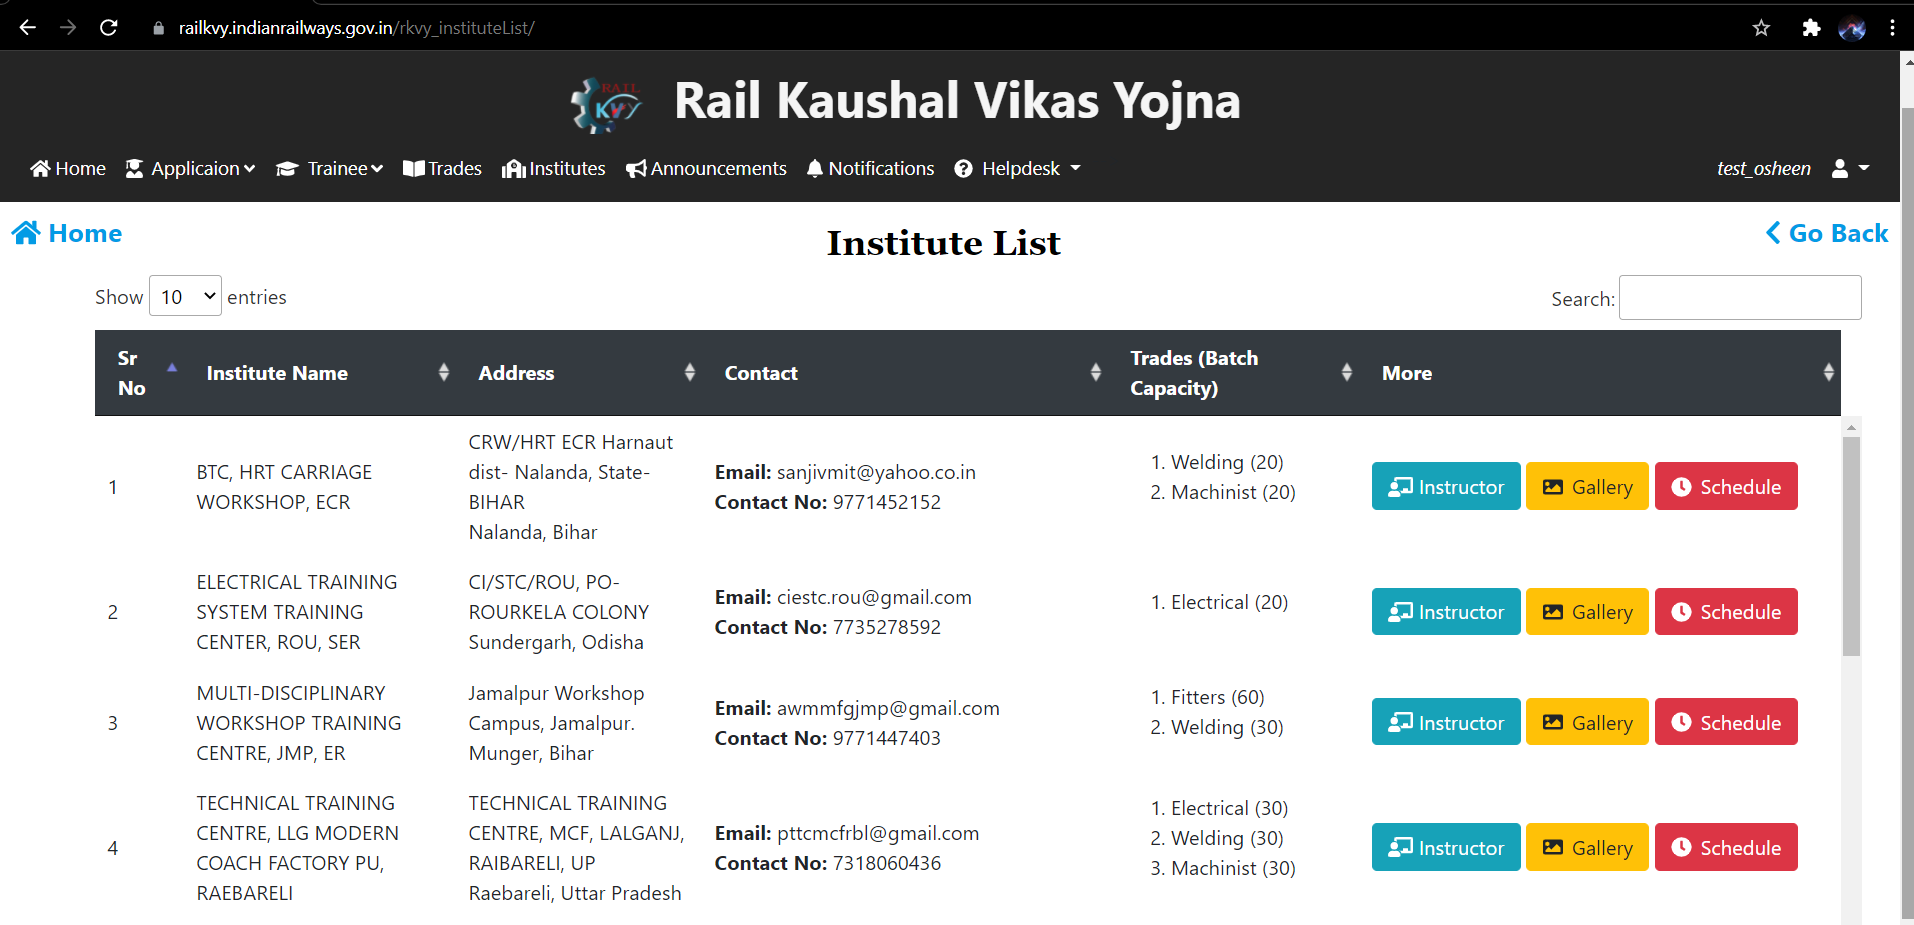 railkvy.indianrailways.gov.in/rkvy_instituteList/
RAIL
KVY
Rail Kaushal Vikas Yojna
Home Applicaion Trainee Trades Institutes Announcements Notifications Helpdesk test_osheen
Home
Institute List
Go Back
Show 10 entries
Search:
Sr No Institute Name Address Contact Trades (Batch Capacity) More
1
BTC, HRT CARRIAGE
WORKSHOP, ECR
CRW/HRT ECR Harnaut
dist- Nalanda, State-
BIHAR
Nalanda, Bihar
Email: sanjivmit@yahoo.co.in
Contact No: 9771452152
1. Welding (20)
2. Machinist (20)
Instructor Gallery Schedule
2
ELECTRICAL TRAINING
SYSTEM TRAINING
CENTER, ROU, SER
CI/STC/ROU, PO-
ROURKELA COLONY
Sundergarh, Odisha
Email: ciestc.rou@gmail.com
Contact No: 7735278592
1. Electrical (20)
Instructor Gallery Schedule
3
MULTI-DISCIPLINARY
WORKSHOP TRAINING
CENTRE, JMP, ER
Jamalpur Workshop
Campus, Jamalpur.
Munger, Bihar
Email: awmmfgjmp@gmail.com
Contact No: 9771447403
1. Fitters (60)
2. Welding (30)
Instructor Gallery Schedule
4
TECHNICAL TRAINING
CENTRE, LLG MODERN
COACH FACTORY PU,
RAEBARELI
TECHNICAL TRAINING
CENTRE, MCF, LALGANJ,
RAIBARELI, UP
Raebareli, Uttar Pradesh
Email: pttcmcfrbl@gmail.com
Contact No: 7318060436
1. Electrical (30)
2. Welding (30)
3. Machinist (30)
Instructor Gallery Schedule